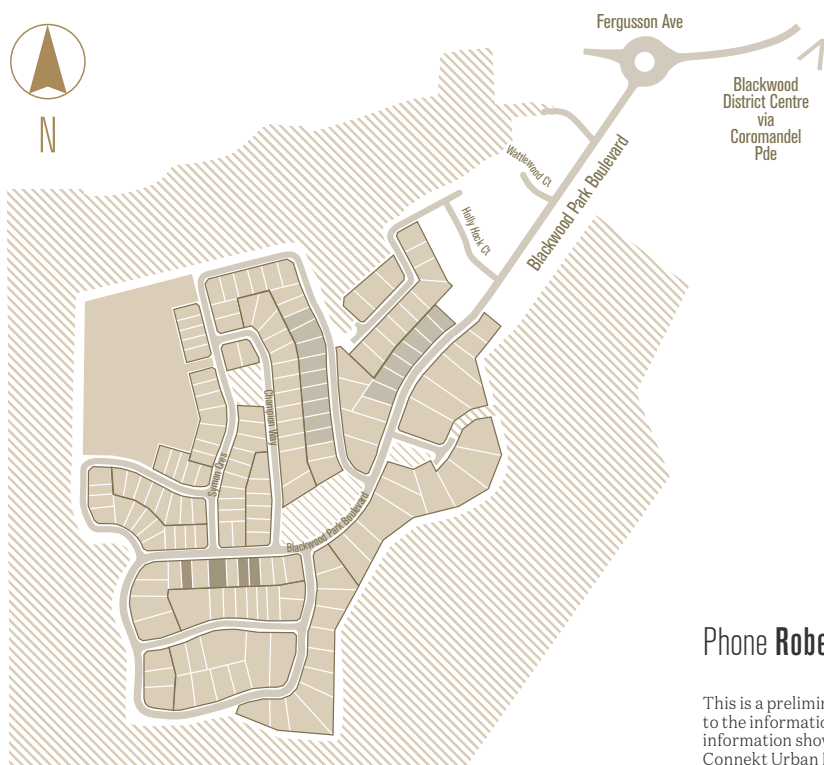 Fergusson Ave
Blackwood
District Centre
via
Coromandel
Pde
N
Wattlewood Ct
Blackwood Park Boulevard
Holly Hock Ct
Champion Way
Symon Cres
Blackwood Park Boulevard
Phone Robe
This is a prelimin
to the informatio
information show
Connekt Urban